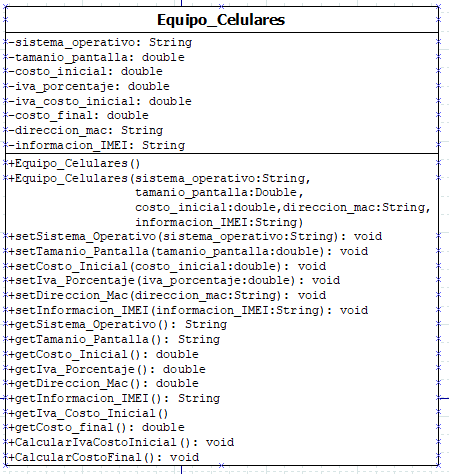 Equipo_Celulares
-sistema_operativo: String
-tamanio_pantalla: double
-costo_inicial: double
-iva_porcentaje: double
-iva_costo_inicial: double
-costo_final: double
-direccion_mac: String
-informacion_IMEI: String
+Equipo_Celulares()
+Equipo_Celulares(sistema_operativo:String,
tamanio_pantalla:Double,
costo_inicial:double,direccion_mac:String,
informacion_IMEI:String)
+setSistema_Operativo(sistema_operativo:String): void
+setTamanio_Pantalla(tamanio_pantalla:double): void
+setCosto_Inicial(costo_inicial:double): void
+setIva_Porcentaje(iva_porcentaje:double): void
+setDireccion_Mac(direccion_mac:String): void
+setInformacion_IMEI(informacion_IMEI:String): void
+getSistema_Operativo(): String
+getTamanio_Pantalla(): String
+getCosto_Inicial(): double
+getIva_Porcentaje(): double
+getDireccion_Mac(): double
+getInformacion_IMEI(): String
+getIva_Costo_Inicial()
+getCosto_final(): double
+CalcularIvaCostoInicial(): void
+CalcularCostoFinal(): void